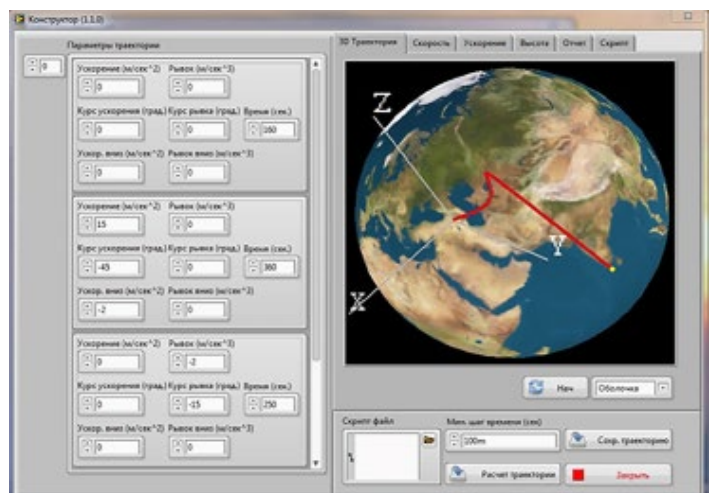 Конструктор (1.1.0)
Параметры траектории
0
Ускорение (м/сек^2) Рывок (м/сек^3)
0 0
Курс ускорения (град.) Курс рывка (град.) Время (сек.)
0 0 160
Ускор. вниз (м/сек^2) Рывок вниз (м/сек^3)
0 0
Ускорение (м/сек^2) Рывок (м/сек^3)
15 0
Курс ускорения (град.) Курс рывка (град.) Время (сек.)
-45 0 360
Ускор. вниз (м/сек^2) Рывок вниз (м/сек^3)
-2 0
Ускорение (м/сек^2) Рывок (м/сек^3)
0 -2
Курс ускорения (град.) Курс рывка (град.) Время (сек.)
0 -15 250
Ускор. вниз (м/сек^2) Рывок вниз (м/сек^3)
0 0
3D Траектория Скорость Ускорение Высота Отчет Скрипт
Z
Y
X
Нач. Оболочка
Скрипт файл Мин. шаг времени (сек)
100m Сохр. траекторию
Расчет траектории Закрыть